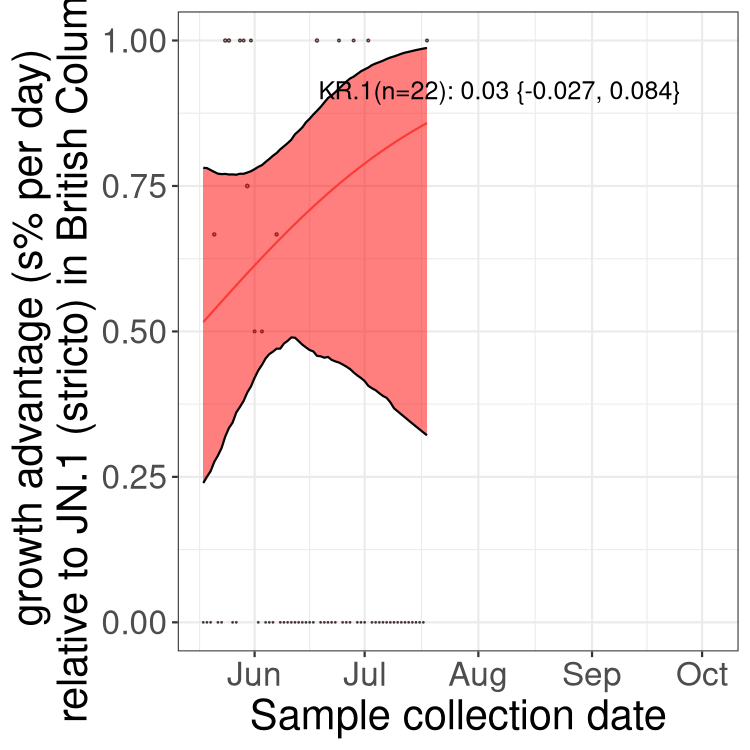 growth advantage (s% per day)
relative to JN.1 (stricto) in British Colum
1.00
0.75
0.50
0.25
0.00
KR.1(n=22): 0.03 {-0.027, 0.084}
Jun Jul Aug Sep Oct
Sample collection date